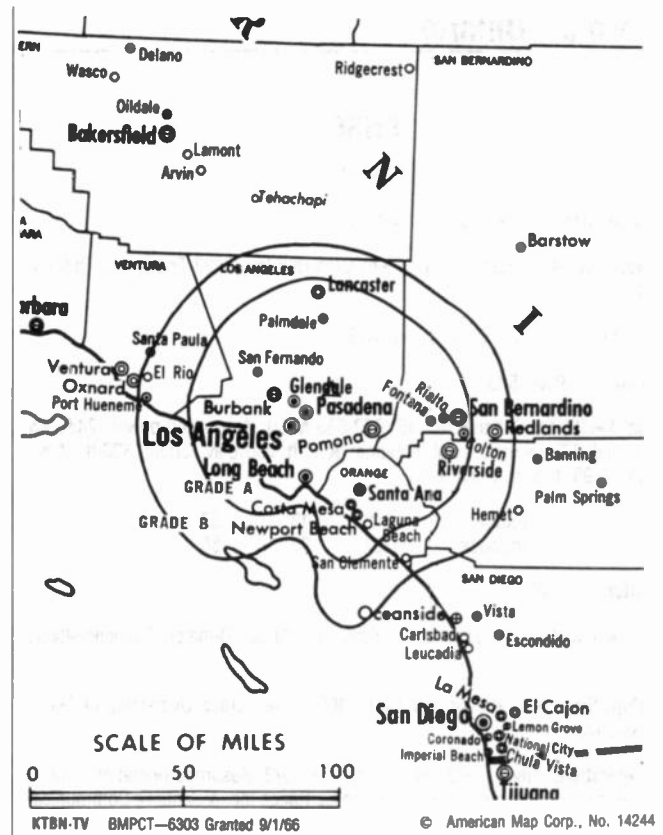 ERN
Delano
SAN BERNARDINO
Wasco
Ridgecrest
Oildale
Bakersfield
Lamont
Arvin
N
Tehachapi
ARA
Barstow
VENTURA
LOS ANGELES
Lancaster
I
Palmdale
rbara
Santa Paula
San Fernando
Ventura
El Rio
Oxnard
Glendale
Rialto
Fontana
Port Hueneme
Burbank
Pasadena
San Bernardino
Redlands
Los Angeles
Pomona
Colton
Riverside
Banning
Long Beach
ORANGE
GRADE A
Santa Ana
Palm Springs
Costa Mesa
GRADE B
Newport Beach
Laguna Beach
Hemet
San Clemente
SAN DIEGO
Oceanside
Vista
Carlsbad
Escondido
Leucadia
La Mesa
El Cajon
San Diego
Lemon Grove
SCALE OF MILES
Coronado
National City
Imperial Beach
Chula Vista
0 50 100
Tijuana
KTBN-TV BMPCT—6303 Granted 9/1/66 © American Map Corp., No. 14244